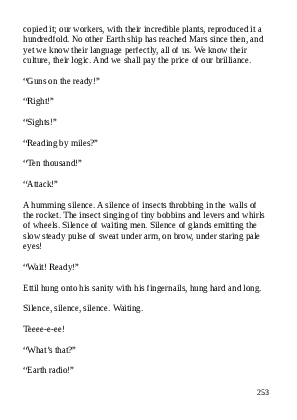 copied it; our workers, with their incredible plants, reproduced it a
hundredfold. No other Earth ship has reached Mars since then, and
yet we know their language perfectly, all of us. We know their
culture, their logic. And we shall pay the price of our brilliance.
“Guns on the ready!”
“Right!”
“Sights!”
“Reading by miles?”
“Ten thousand!”
“Attack!”
A humming silence. A silence of insects throbbing in the walls of
the rocket. The insect singing of tiny bobbins and levers and whirls
of wheels. Silence of waiting men. Silence of glands emitting the
slow steady pulse of sweat under arm, on brow, under staring pale
eyes!
“Wait! Ready!”
Ettil hung onto his sanity with his fingernails, hung hard and long.
Silence, silence, silence. Waiting.
Teeee-e-ee!
“What’s that?”
“Earth radio!”
253